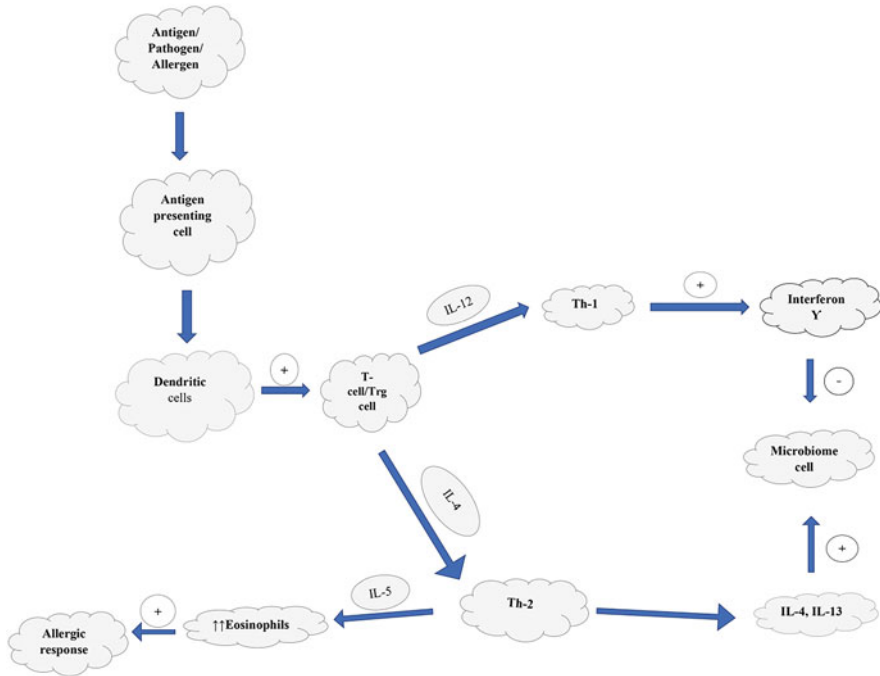 Antigen/
Pathogen/
Allergen
Antigen
presenting
cell
Dendritic
cells
+
T-
cell/Trg
cell
IL-12
Th-1
+
Interferon
ϒ
-
Microbiome
cell
+
IL-4, IL-13
IL-4
Th-2
IL-5
↑↑Eosinophils
+
Allergic
response